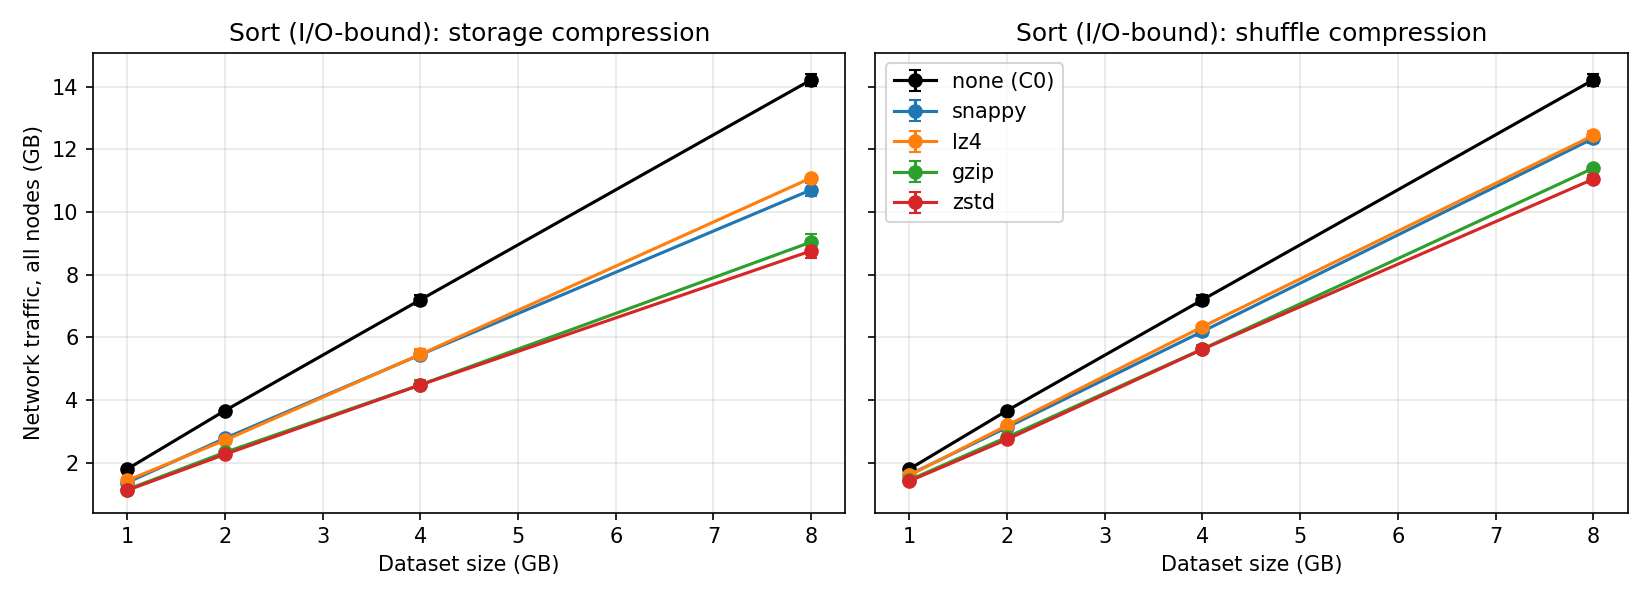 Sort (I/O-bound): storage compression
Network traffic, all nodes (GB)
14
12
10
8
6
4
2
1 2 3 4 5 6 7 8
Dataset size (GB)
Sort (I/O-bound): shuffle compression
none (C0)
snappy
lz4
gzip
zstd
1 2 3 4 5 6 7 8
Dataset size (GB)